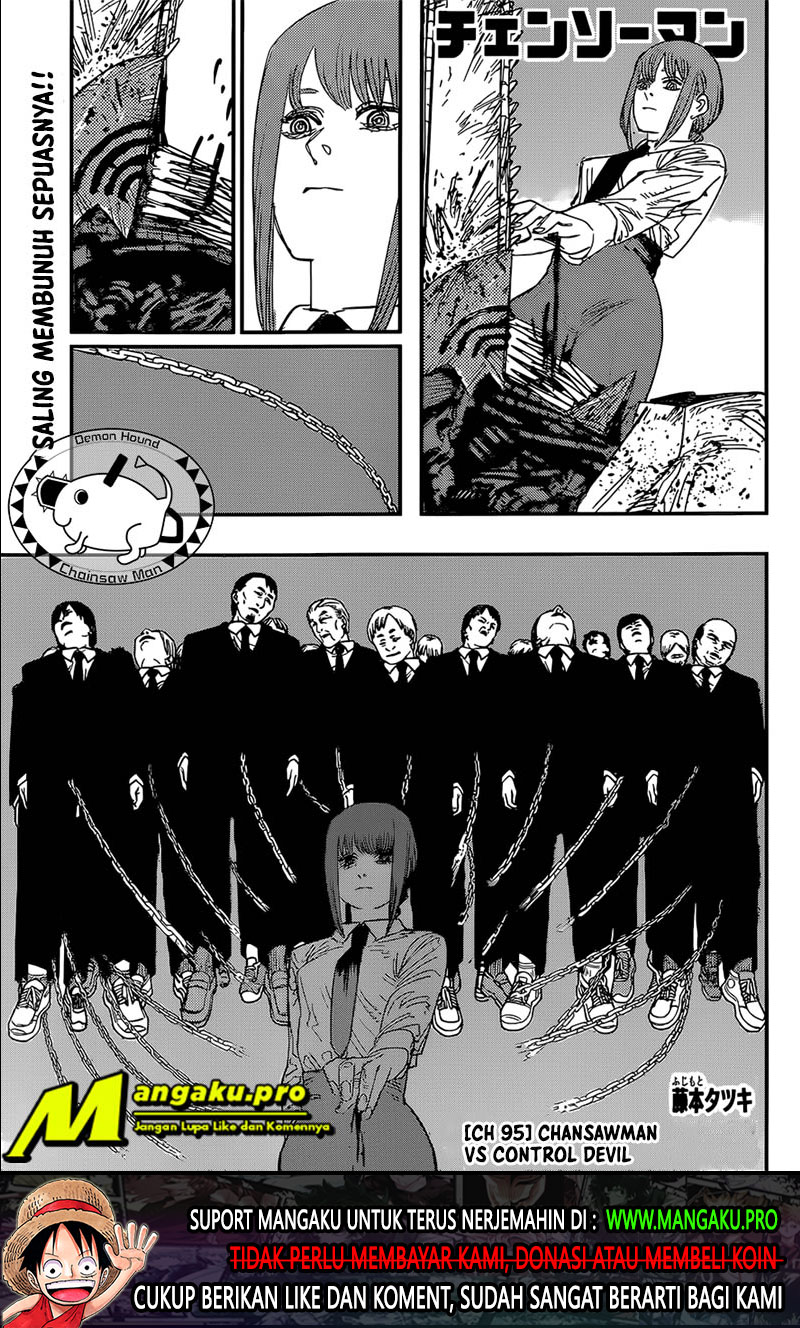 チェンソーマン
SALING MEMBUNUH SEPUASNYA!!
Demon Hound
Chainsaw Man
Mangaku.pro
Jangan Lupa Like dan Komennya
ふじもと
藤本タツキ
[CH 95] CHANSAWMAN
VS CONTROL DEVIL
SUPORT MANGAKU UNTUK TERUS NERJEMAHIN DI : WWW.MANGAKU.PRO
TIDAK PERLU MEMBAYAR KAMI, DONASI ATAU MEMBELI KOIN
CUKUP BERIKAN LIKE DAN KOMENT, SUDAH SANGAT BERARTI BAGI KAMI